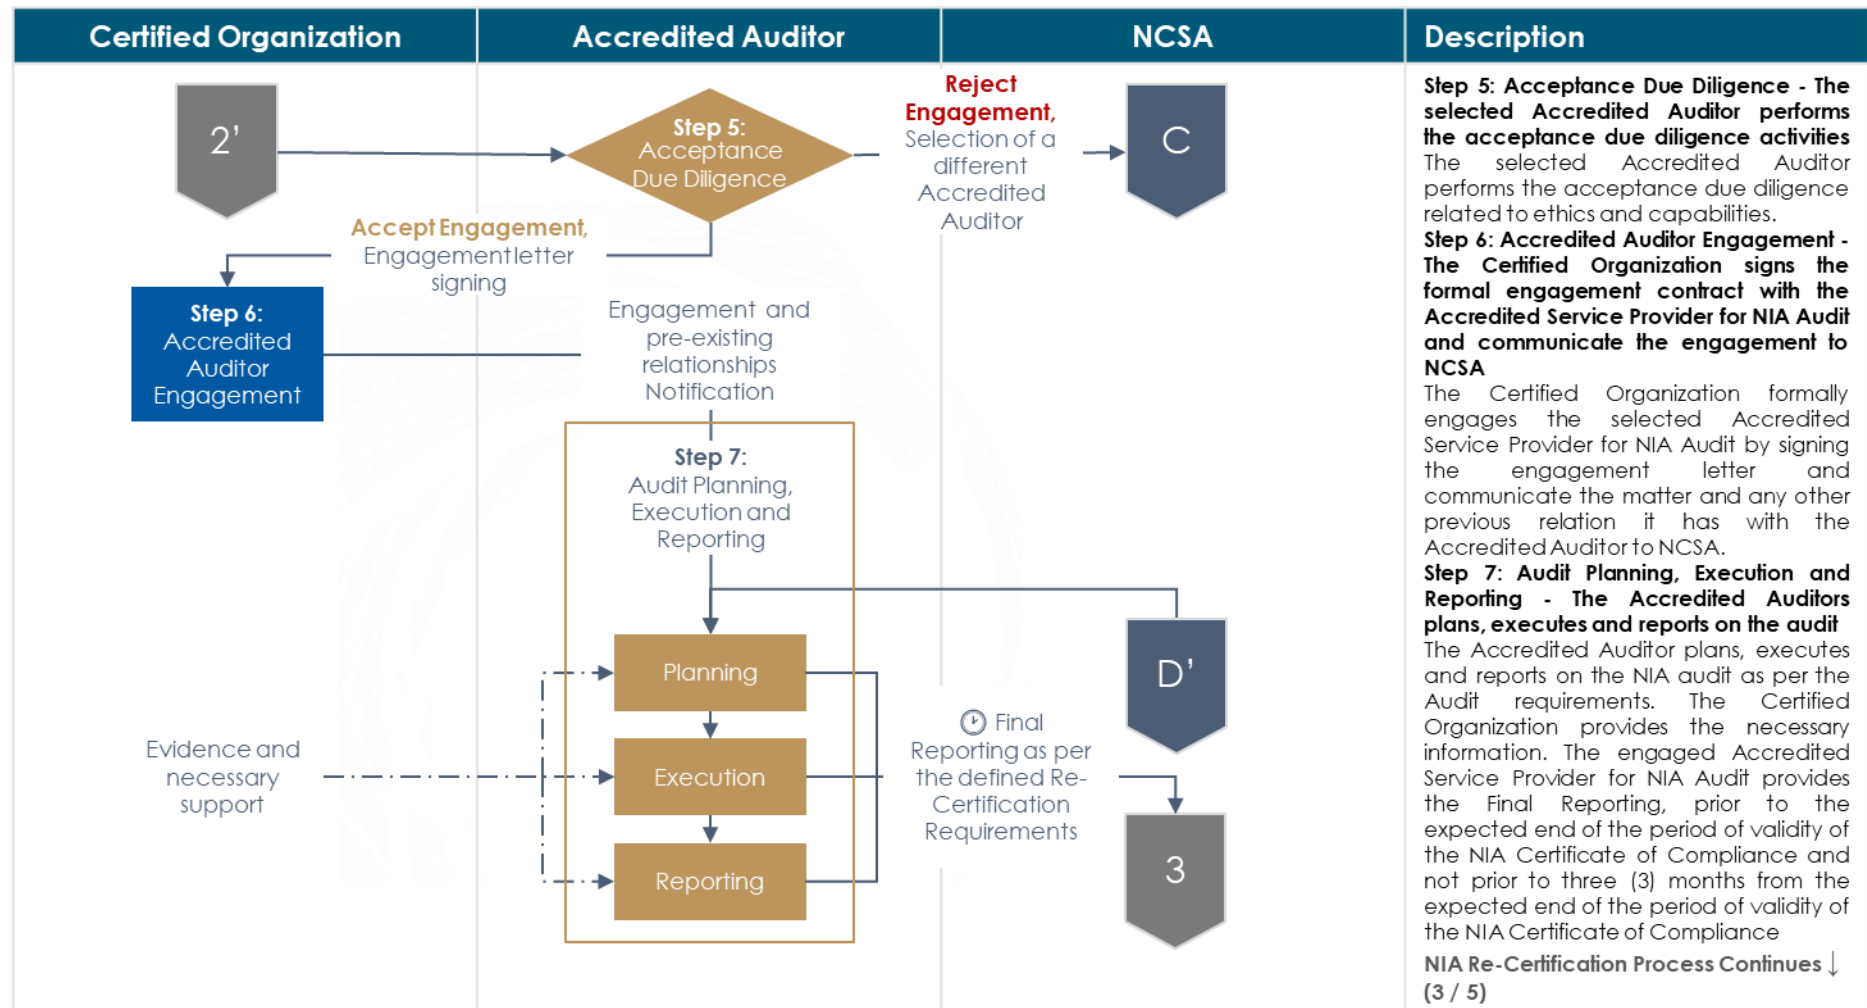 Certified Organization
Accredited Auditor
NCSA
Description
2'
Step 5:
Acceptance
Due Diligence
Reject
Engagement,
Selection of a
different
Accredited
Auditor
C
Accept Engagement,
Engagement letter
signing
Step 6:
Accredited
Auditor
Engagement
Engagement and
pre-existing
relationships
Notification
Step 7:
Audit Planning,
Execution and
Reporting
Planning
Execution
Reporting
Evidence and
necessary
support
D'
Final
Reporting as per
the defined Re-
Certification
Requirements
3
Step 5: Acceptance Due Diligence - The
selected Accredited Auditor performs
the acceptance due diligence activities
The selected Accredited Auditor
performs the acceptance due diligence
related to ethics and capabilities.
Step 6: Accredited Auditor Engagement -
The Certified Organization signs the
formal engagement contract with the
Accredited Service Provider for NIA Audit
and communicate the engagement to
NCSA
The Certified Organization formally
engages the selected Accredited
Service Provider for NIA Audit by signing
the engagement letter and
communicate the matter and any other
previous relation it has with the
Accredited Auditor to NCSA.
Step 7: Audit Planning, Execution and
Reporting - The Accredited Auditors
plans, executes and reports on the audit
The Accredited Auditor plans, executes
and reports on the NIA audit as per the
Audit requirements. The Certified
Organization provides the necessary
information. The engaged Accredited
Service Provider for NIA Audit provides
the Final Reporting, prior to the
expected end of the period of validity of
the NIA Certificate of Compliance and
not prior to three (3) months from the
expected end of the period of validity of
the NIA Certificate of Compliance
NIA Re-Certification Process Continues ↓
(3 / 5)